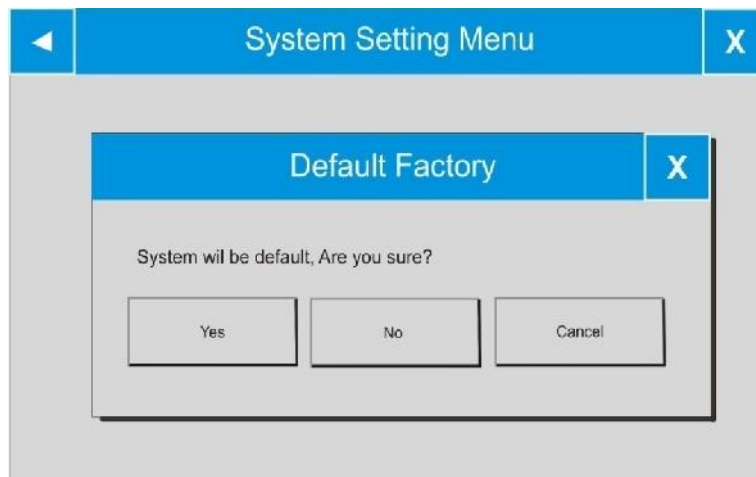 ◄ System Setting Menu X
Default Factory X
System wil be default, Are you sure?
Yes No Cancel